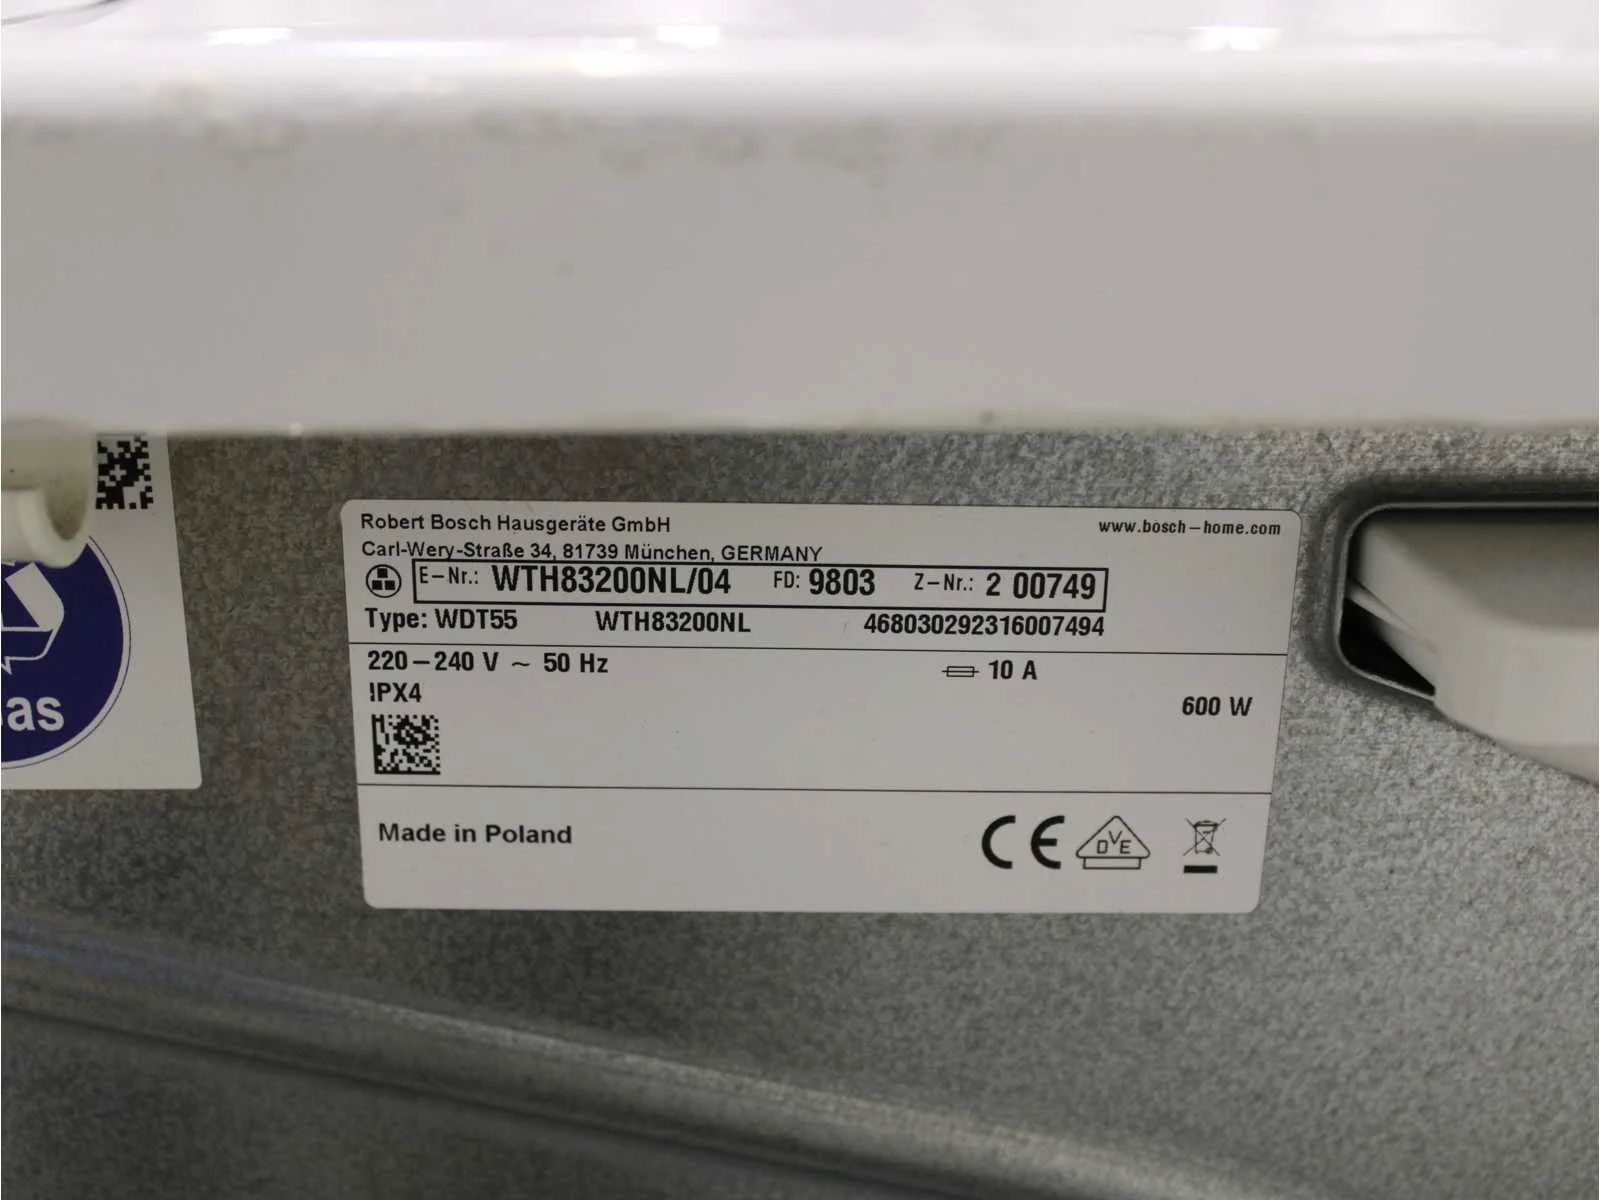 Robert Bosch Hausgeräte GmbH
www.bosch-home.com
Carl-Wery-Straße 34, 81739 München, GERMANY
E-Nr.: WTH83200NL/04 FD: 9803 Z-Nr.: 2 00749
Type: WDT55 WTH83200NL 468030292316007494
220-240 V ~ 50 Hz 10 A
IPX4
600 W
as
Made in Poland
CE DVE